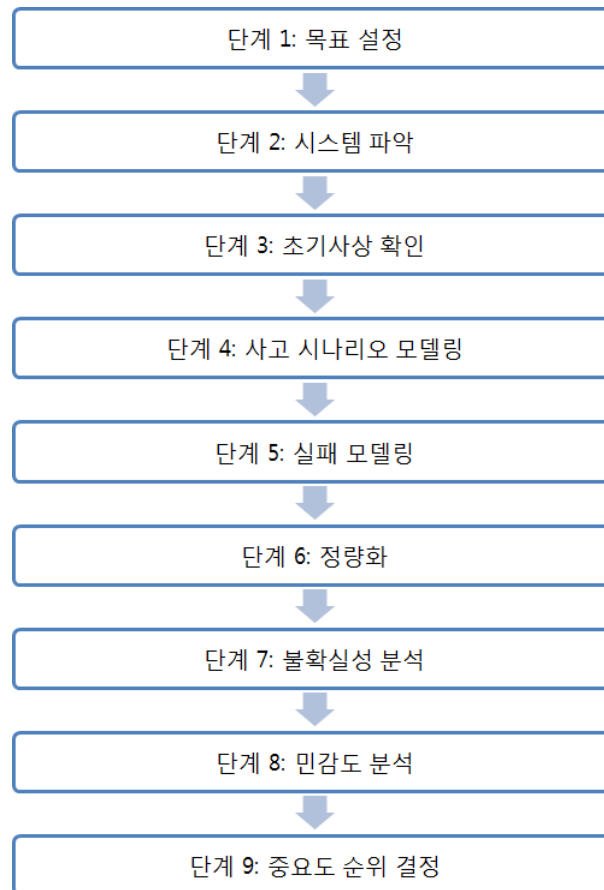 단계 1: 목표 설정
단계 2: 시스템 파악
단계 3: 초기사상 확인
단계 4: 사고 시나리오 모델링
단계 5: 실패 모델링
단계 6: 정량화
단계 7: 불확실성 분석
단계 8: 민감도 분석
단계 9: 중요도 순위 결정